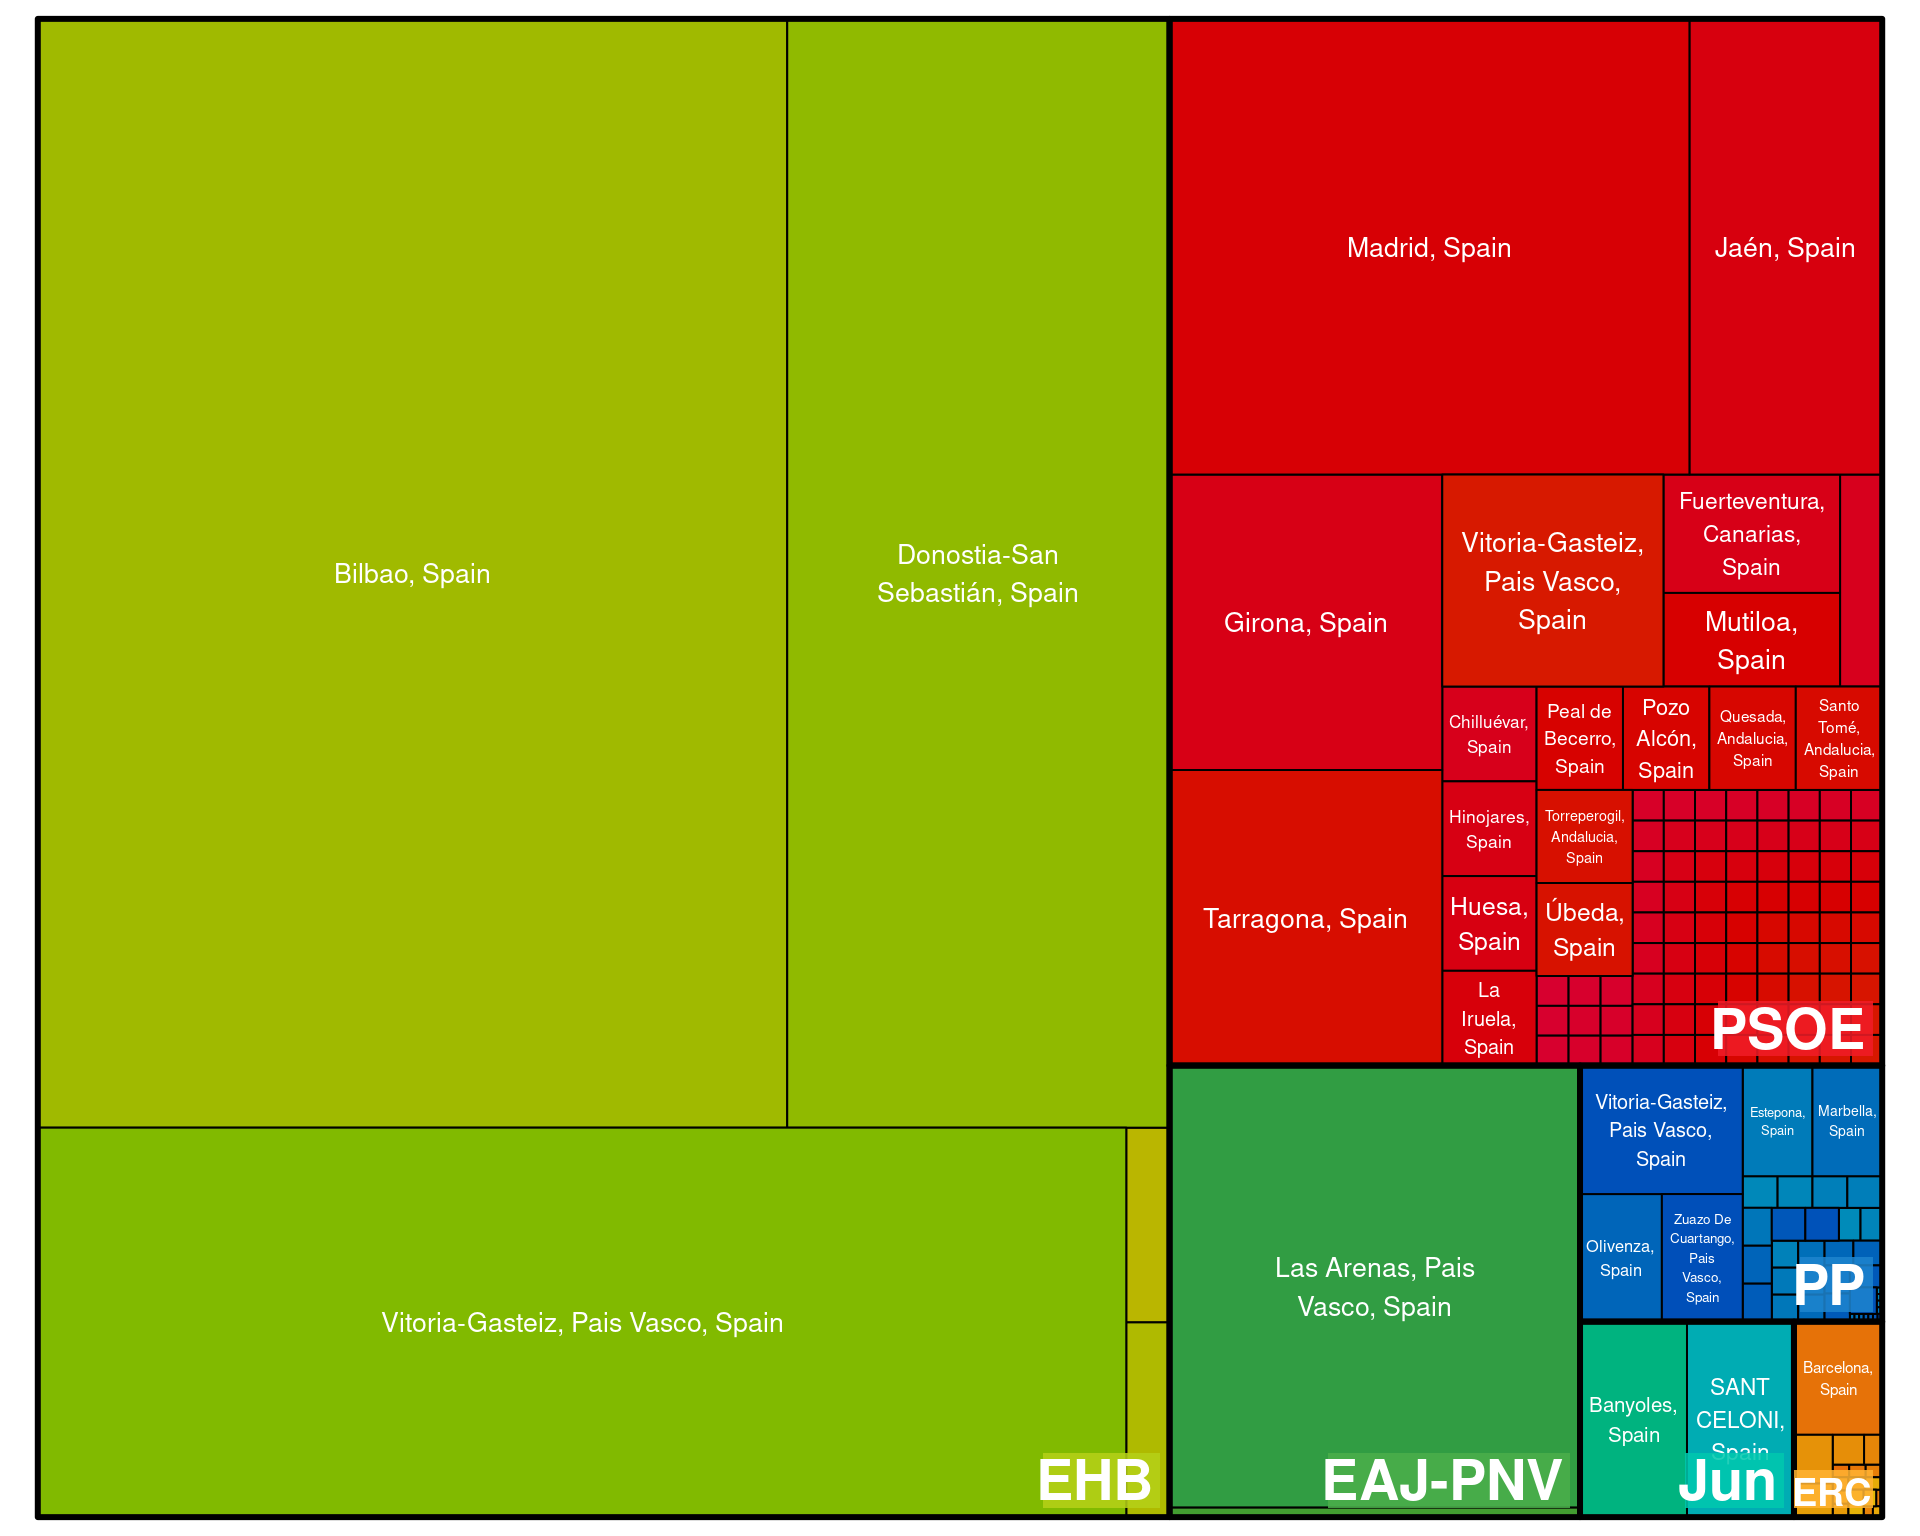 Bilbao, Spain
Donostia-San
Sebastián, Spain
Vitoria-Gasteiz, Pais Vasco, Spain
EHB
Madrid, Spain
Jaén, Spain
Girona, Spain
Tarragona, Spain
Vitoria-Gasteiz,
Pais Vasco,
Spain
Fuerteventura,
Canarias,
Spain
Mutiloa,
Spain
Chilluévar,
Spain
Hinojares,
Spain
Huesa,
Spain
La
Iruela,
Spain
Peal de
Becerro,
Spain
Pozo
Alcón,
Spain
Quesada,
Andalucia,
Spain
Santo
Tomé,
Andalucia,
Spain
Torreperogil,
Andalucia,
Spain
Úbeda,
Spain
PSOE
Las Arenas, Pais
Vasco, Spain
EAJ-PNV
Vitoria-Gasteiz,
Pais Vasco,
Spain
Estepona,
Spain
Marbella,
Spain
Olivenza,
Spain
Zuazo De
Cuartango,
Pais
Vasco,
Spain
PP
Banyoles,
Spain
SANT
CELONI,
Spain
Jun
Barcelona,
Spain
ERC